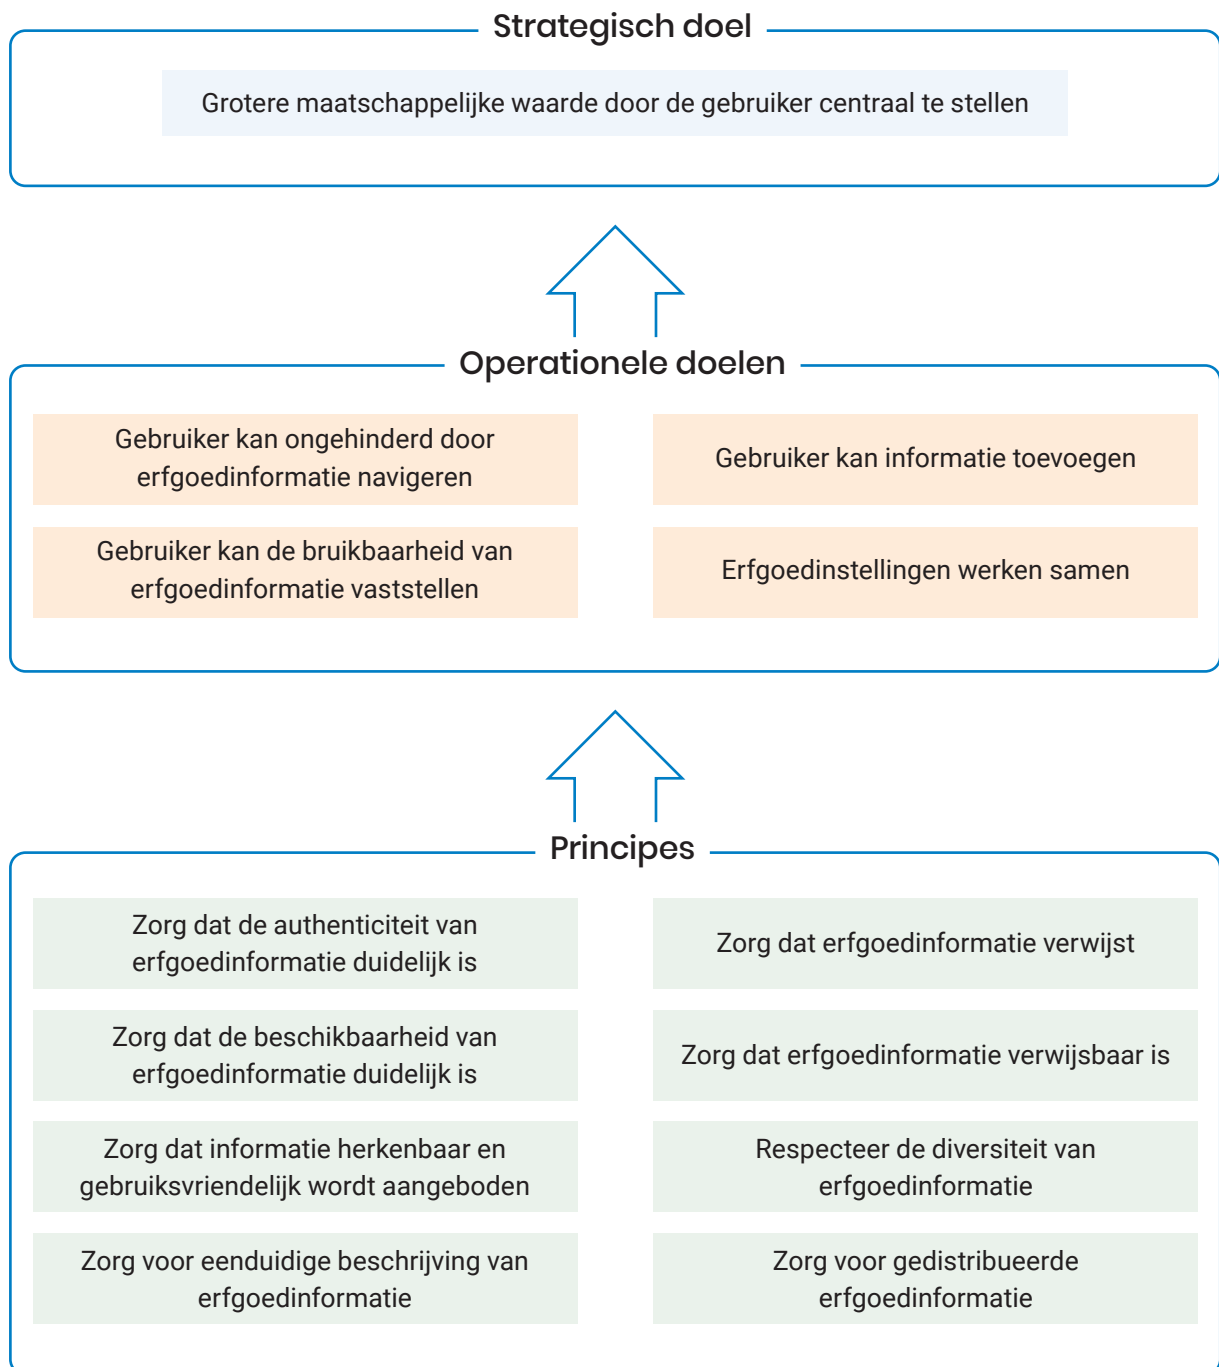 Strategisch doel
Grotere maatschappelijke waarde door de gebruiker centraal te stellen
Operationele doelen
Gebruiker kan ongehinderd door
erfgoedinformatie navigeren
Gebruiker kan informatie toevoegen
Gebruiker kan de bruikbaarheid van
erfgoedinformatie vaststellen
Erfgoedinstellingen werken samen
Principes
Zorg dat de authenticiteit van
erfgoedinformatie duidelijk is
Zorg dat erfgoedinformatie verwijst
Zorg dat de beschikbaarheid van
erfgoedinformatie duidelijk is
Zorg dat erfgoedinformatie verwijsbaar is
Zorg dat informatie herkenbaar en
gebruiksvriendelijk wordt aangeboden
Respecteer de diversiteit van
erfgoedinformatie
Zorg voor eenduidige beschrijving van
erfgoedinformatie
Zorg voor gedistribueerde
erfgoedinformatie